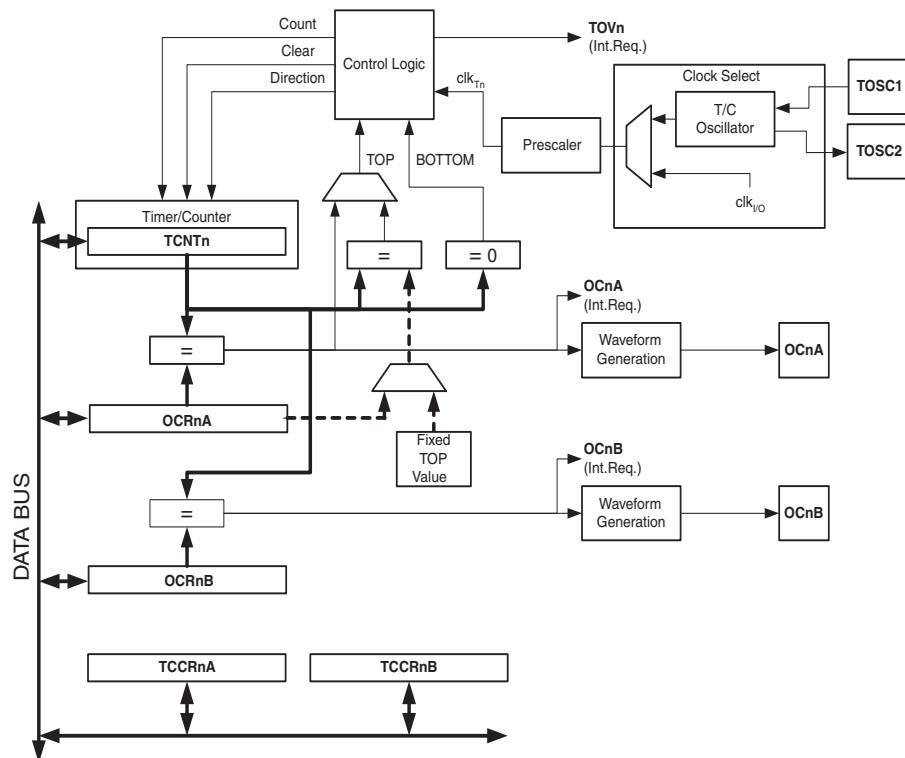 Count
Clear
Direction
Control Logic
TOVn
(Int.Req.)
clkTn
Clock Select
T/C
Oscillator
TOSC1
TOSC2
Prescaler
clkI/O
TOP
BOTTOM
Timer/Counter
TCNTn
=
= 0
OCnA
(Int.Req.)
=
Waveform
Generation
OCnA
OCRnA
Fixed
TOP
Value
OCnB
(Int.Req.)
=
Waveform
Generation
OCnB
OCRnB
DATA BUS
TCCRnA
TCCRnB